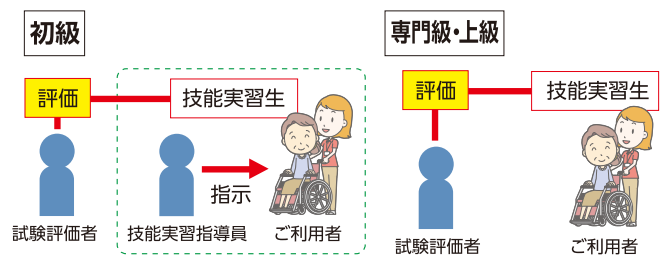 初級
評価
技能実習生
指示
試験評価者
技能実習指導員
ご利用者
専門級・上級
評価
技能実習生
試験評価者
ご利用者